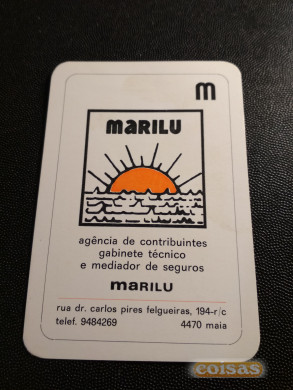 m
maRILU
agência de contribuintes
gabinete técnico
e mediador de seguros
maRILU
rua dr. carlos pires felgueiras, 194-r/c
telef. 9484269 4470 maia
coisas